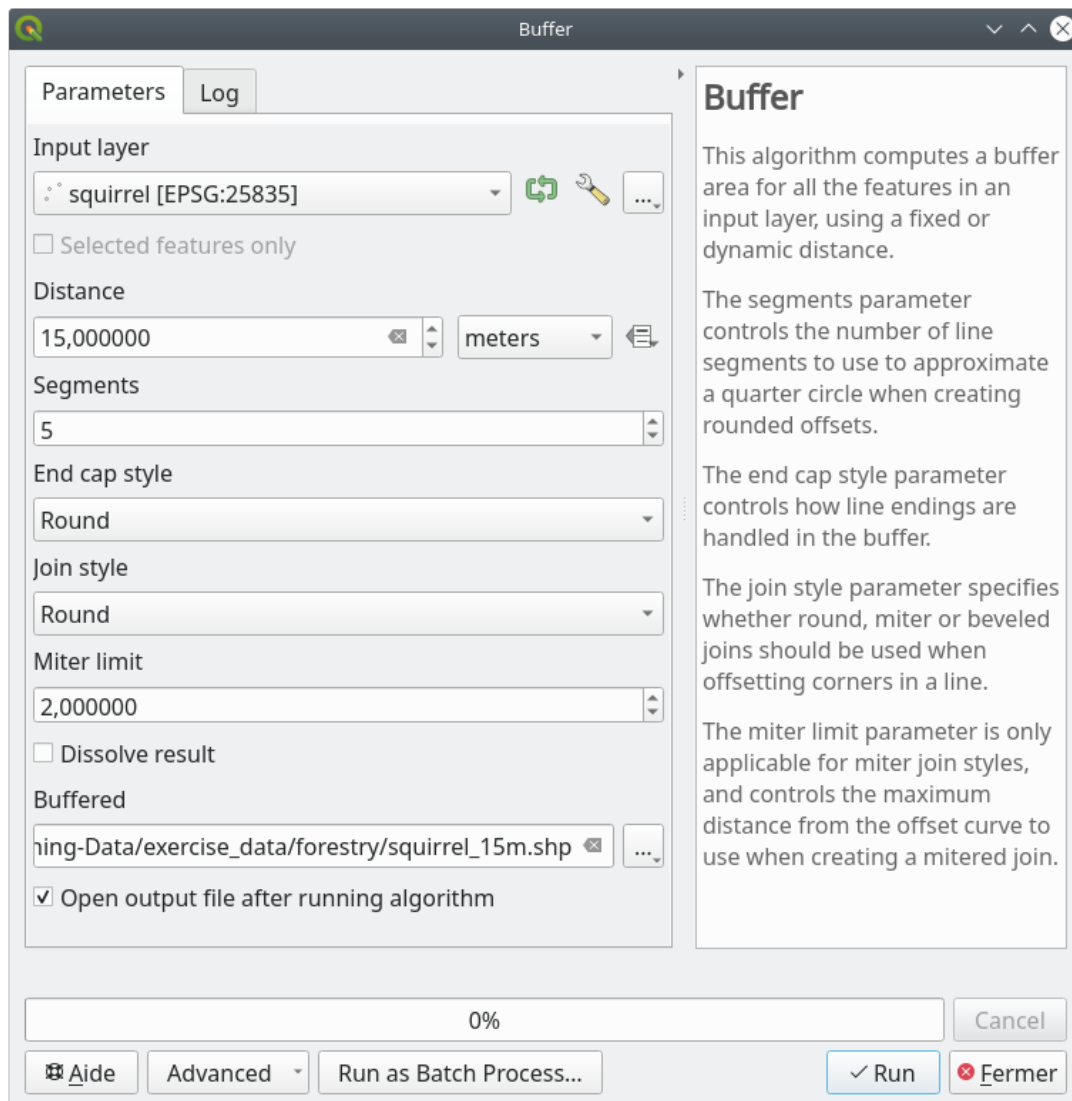 Buffer
Parameters
Log
Input layer
squirrel [EPSG:25835]
...
Selected features only
Distance
15,000000
meters
Segments
5
End cap style
Round
Join style
Round
Miter limit
2,000000
Dissolve result
Buffered
ning-Data/exercise_data/forestry/squirrel_15m.shp
...
Open output file after running algorithm
Buffer
This algorithm computes a buffer
area for all the features in an
input layer, using a fixed or
dynamic distance.
The segments parameter
controls the number of line
segments to use to approximate
a quarter circle when creating
rounded offsets.
The end cap style parameter
controls how line endings are
handled in the buffer.
The join style parameter specifies
whether round, miter or beveled
joins should be used when
offsetting corners in a line.
The miter limit parameter is only
applicable for miter join styles,
and controls the maximum
distance from the offset curve to
use when creating a mitered join.
0%
Cancel
Aide
Advanced
Run as Batch Process...
Run
Fermer